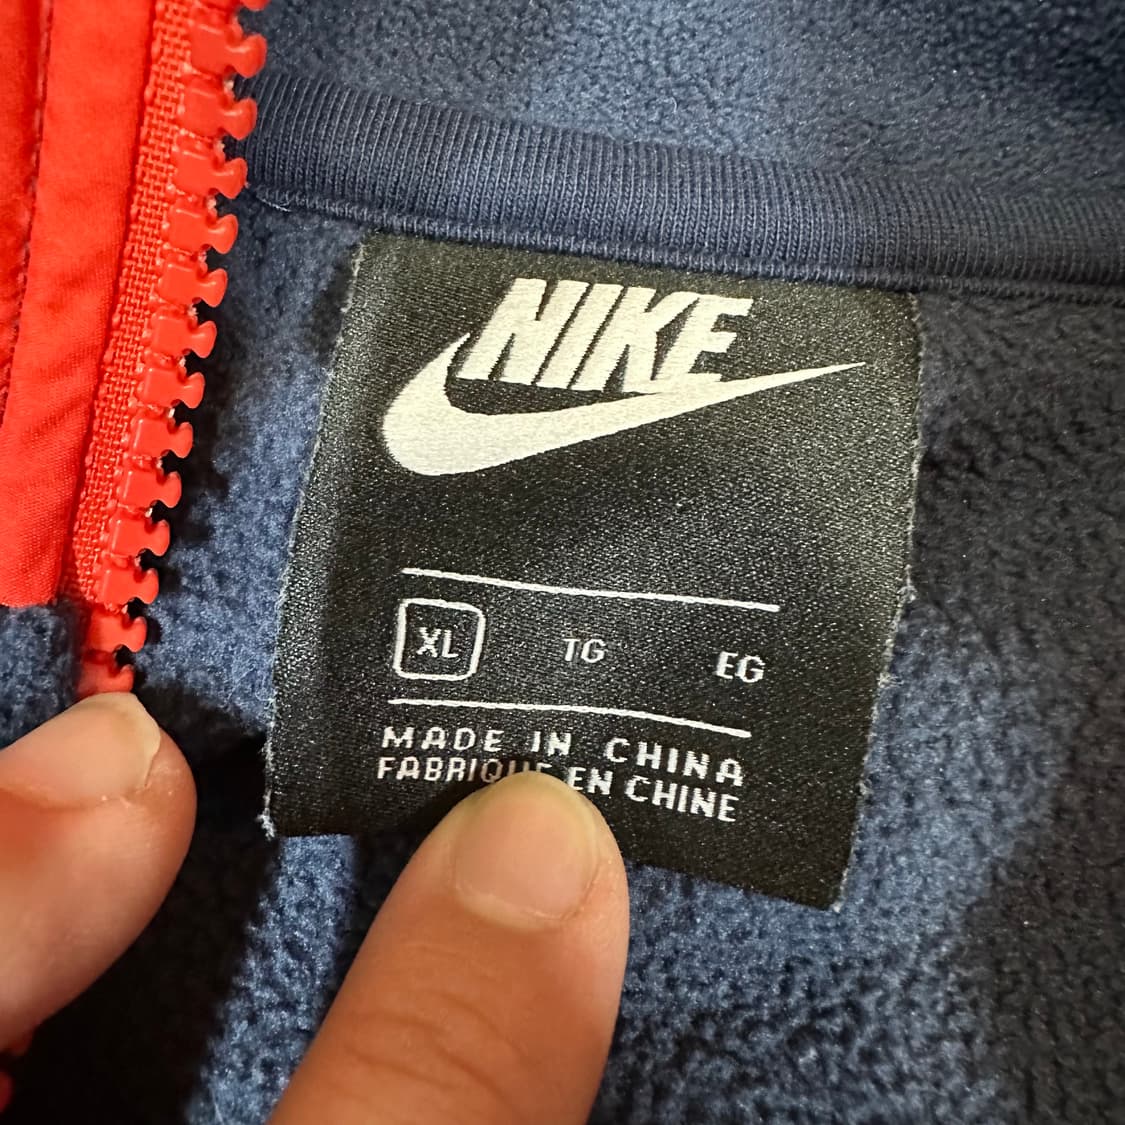 NIKE
XL TG EG
MADE IN CHINA
FABRIQUE EN CHINE